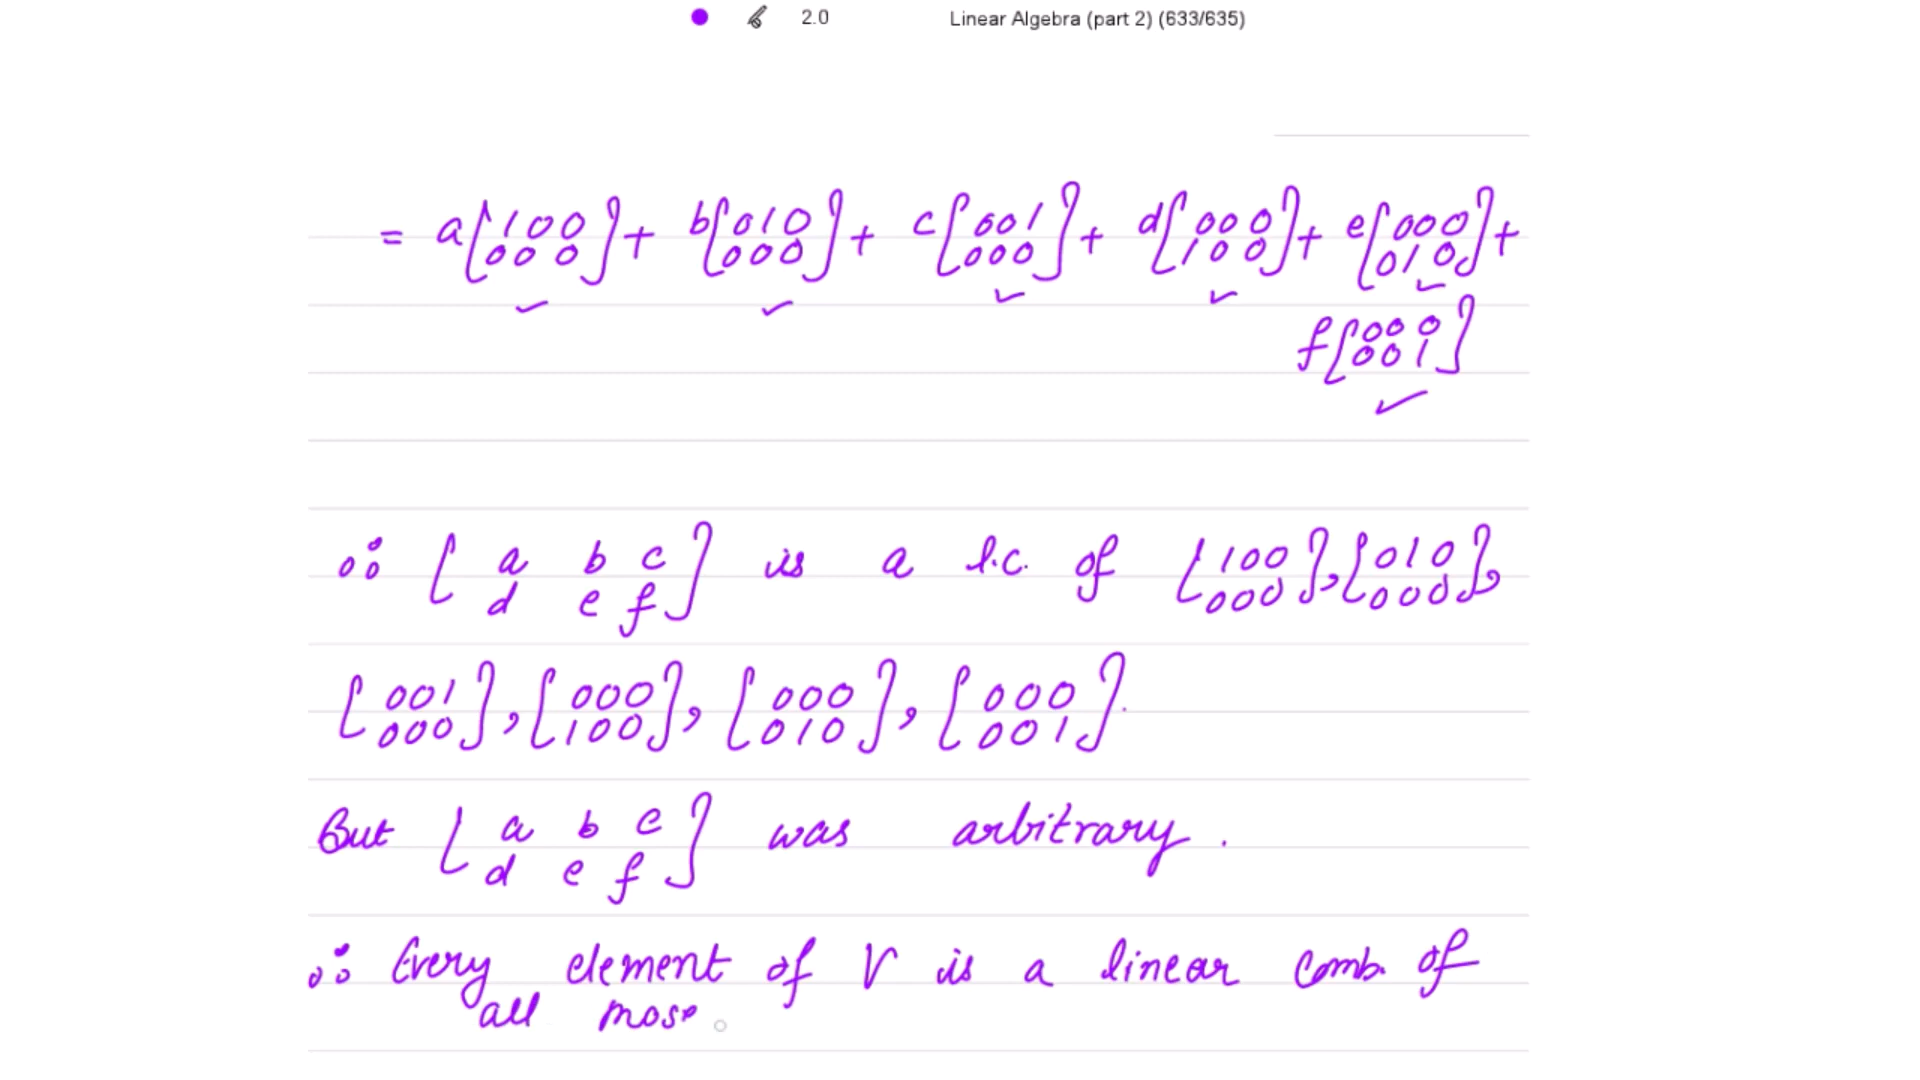 2.0 Linear Algebra (part 2) (633/635)
= a[1 0 0 + b[0 1 0 + c[0 0 1 + d[0 0 0 + e[0 0 0 +
0 0 0] 0 0 0] 0 0 0] 1 0 0] 0 1 0]
f[0 0 0
0 0 1]
∴ [a b c is a l.c. of [1 0 0 , [0 1 0 ,
d e f] 0 0 0] 0 0 0]
[0 0 1 , [0 0 0 , [0 0 0 , [0 0 0 .
0 0 0] 1 0 0] 0 1 0] 0 0 1]
But [a b c was arbitrary.
d e f]
∴ Every element of V is a linear comb. of
all